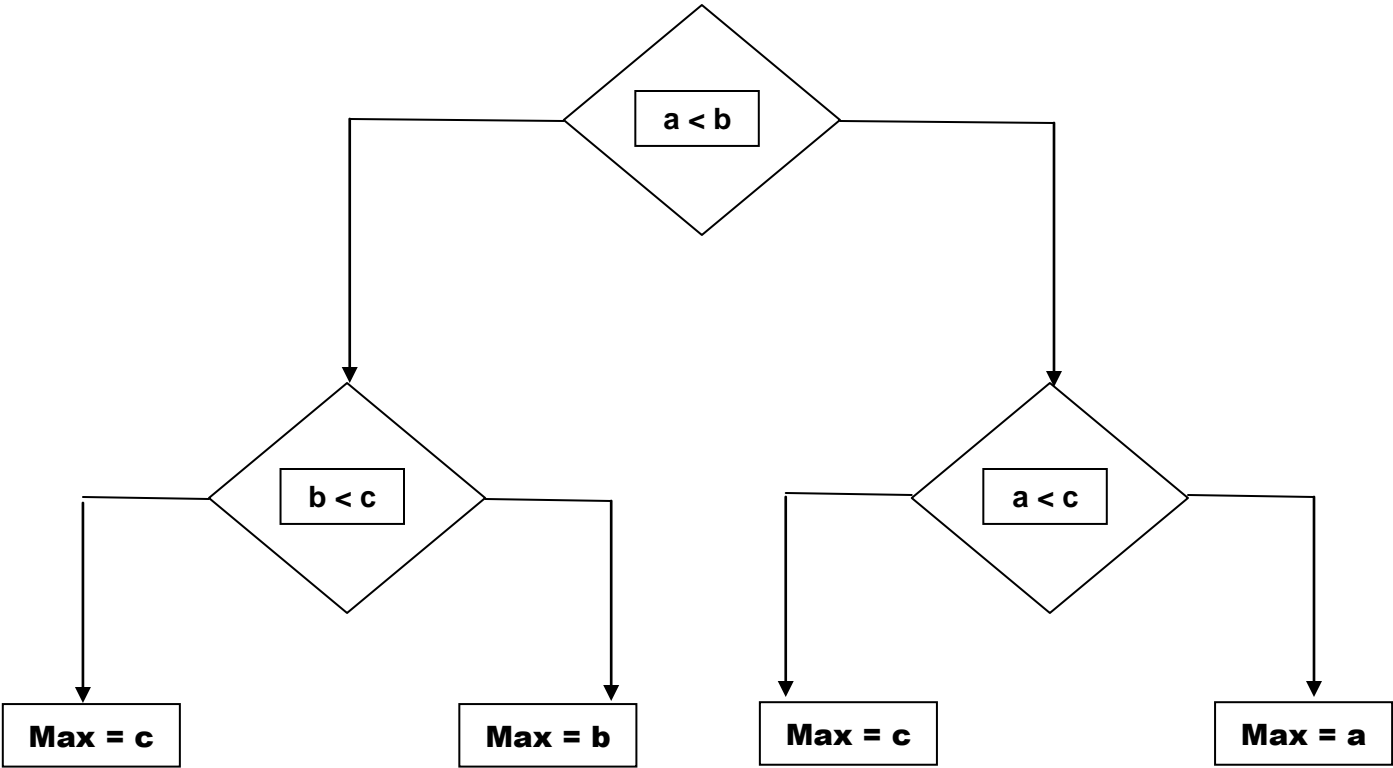 a < b
b < c
a < c
Max = c
Max = b
Max = c
Max = a